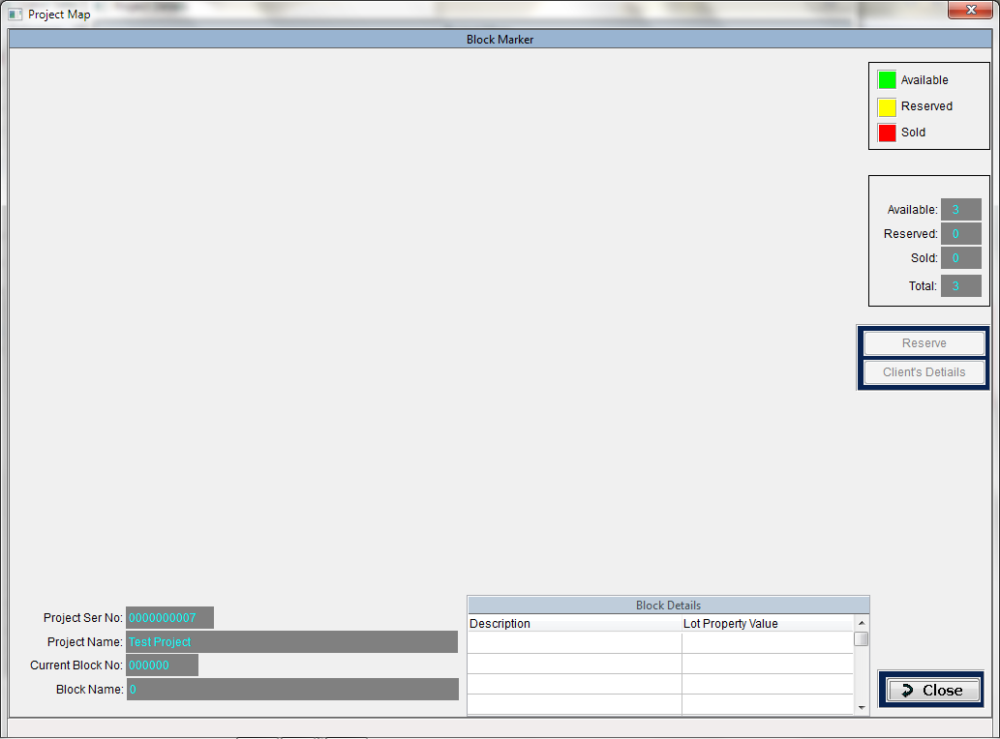 Project Map
Block Marker
Available
Reserved
Sold
Available: 3
Reserved: 0
Sold: 0
Total: 3
Reserve
Client's Detiails
Project Ser No: 0000000007
Project Name: Test Project
Current Block No: 000000
Block Name: 0
Block Details
Description Lot Property Value
Close